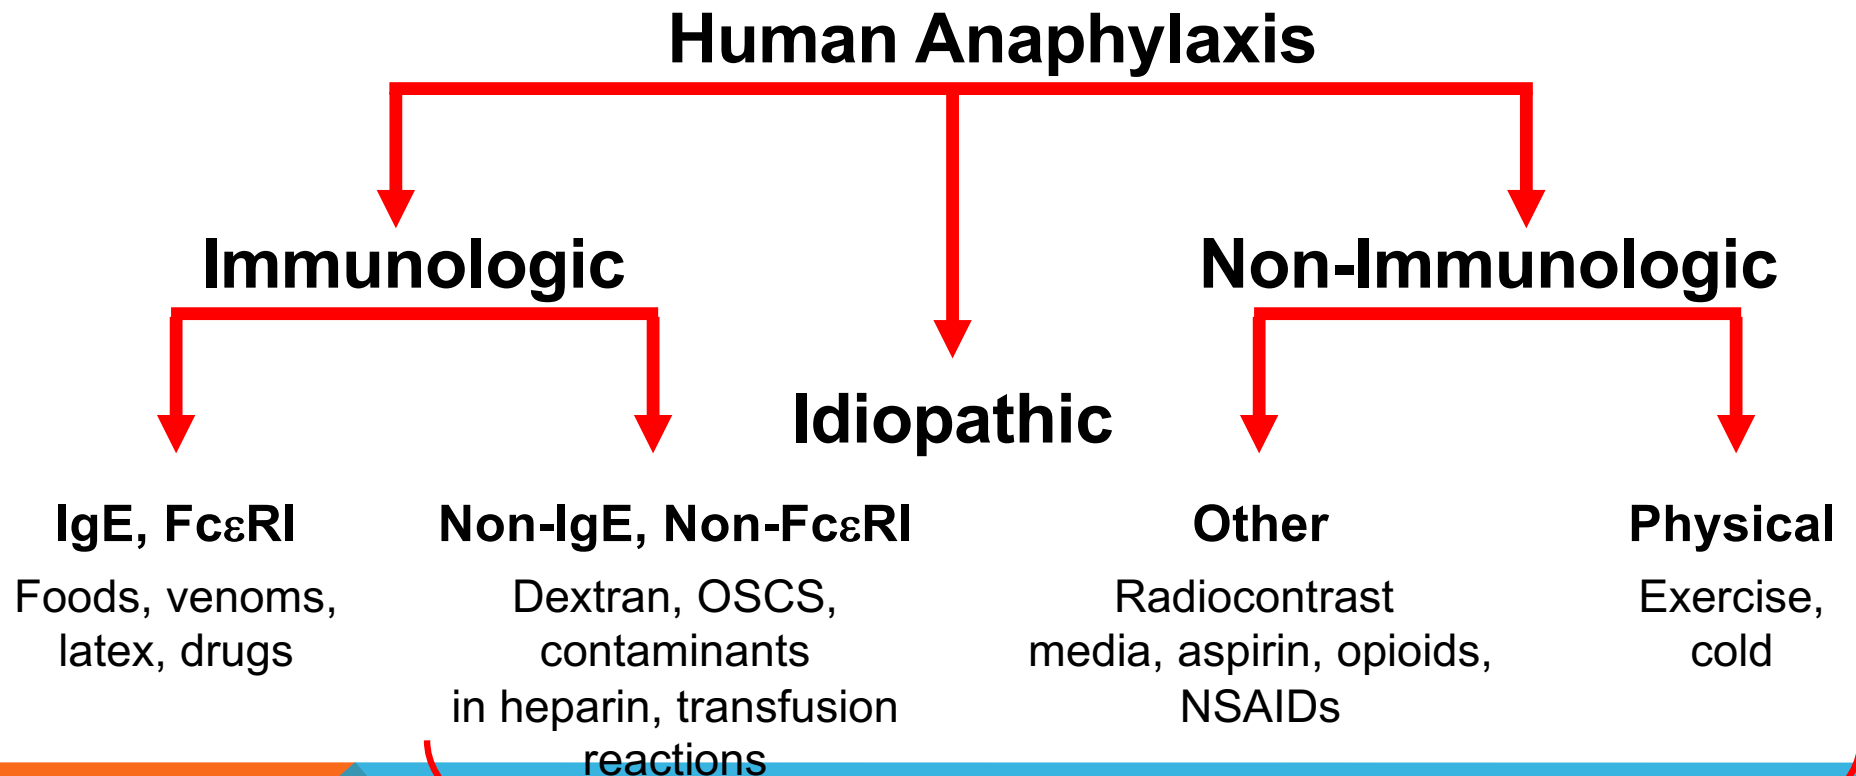 Human Anaphylaxis
Immunologic
Non-Immunologic
Idiopathic
IgE, FcεRI
Foods, venoms,
latex, drugs
Non-IgE, Non-FcεRI
Dextran, OSCS,
contaminants
in heparin, transfusion
reactions
Other
Radiocontrast
media, aspirin, opioids,
NSAIDs
Physical
Exercise,
cold